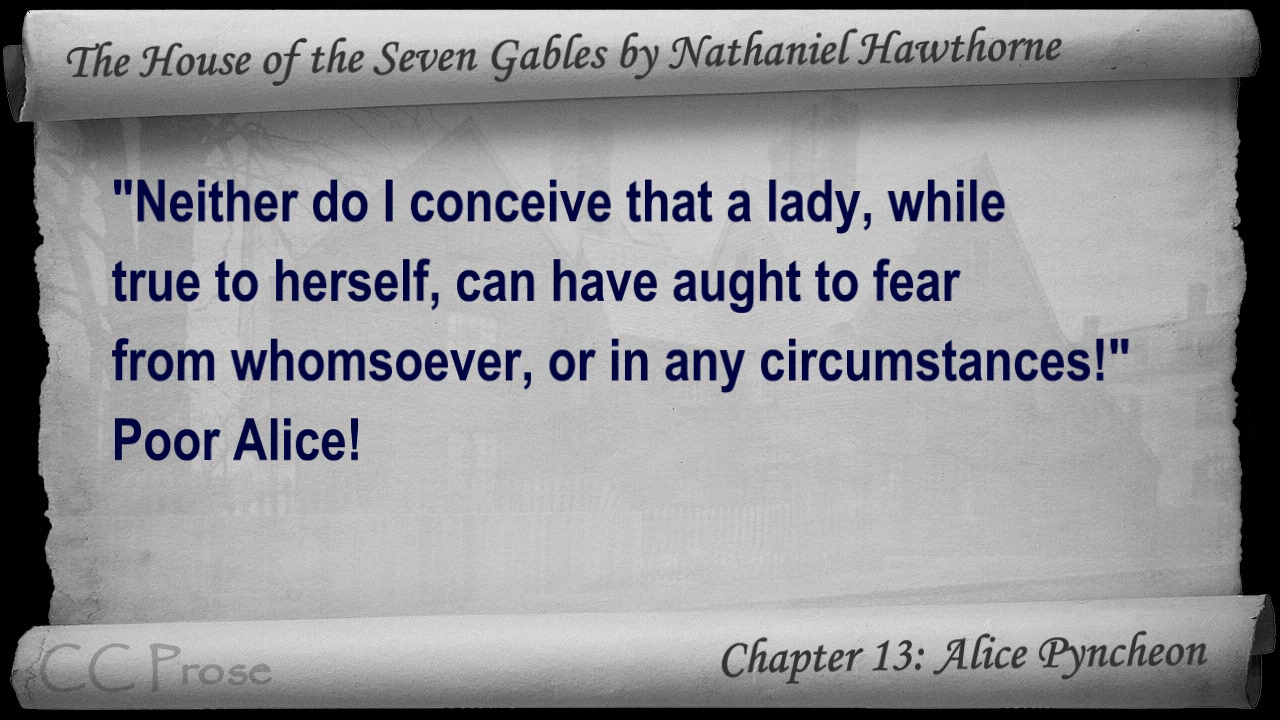 The House of the Seven Gables by Nathaniel Hawthorne
"Neither do I conceive that a lady, while
true to herself, can have aught to fear
from whomsoever, or in any circumstances!"
Poor Alice!
CC Prose
Chapter 13: Alice Pyncheon